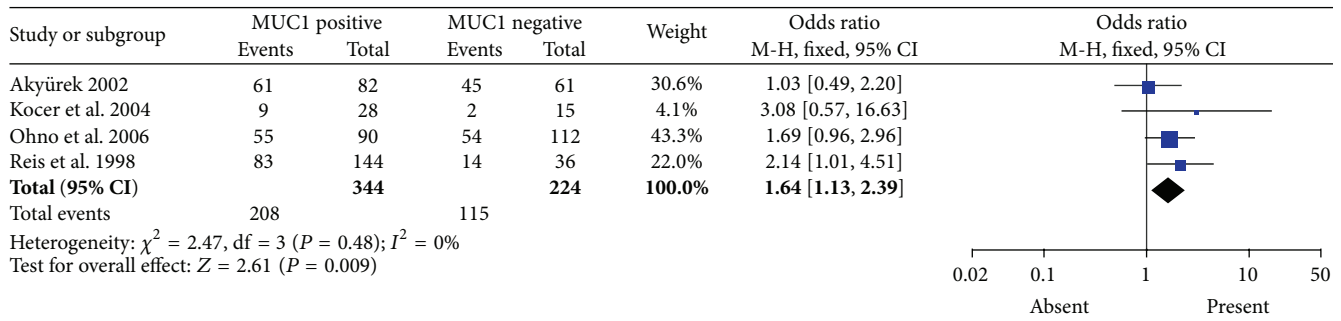 Study or subgroup MUC1 positive MUC1 negative Weight Odds ratio Odds ratio
Events Total Events Total M-H, fixed, 95% CI M-H, fixed, 95% CI
Akyürek 2002 61 82 45 61 30.6% 1.03 [0.49, 2.20]
Kocer et al. 2004 9 28 2 15 4.1% 3.08 [0.57, 16.63]
Ohno et al. 2006 55 90 54 112 43.3% 1.69 [0.96, 2.96]
Reis et al. 1998 83 144 14 36 22.0% 2.14 [1.01, 4.51]
Total (95% CI) 344 224 100.0% 1.64 [1.13, 2.39]
Total events 208 115
Heterogeneity: χ² = 2.47, df = 3 (P = 0.48); I² = 0%
Test for overall effect: Z = 2.61 (P = 0.009)
0.02 0.1 1 10 50
Absent Present